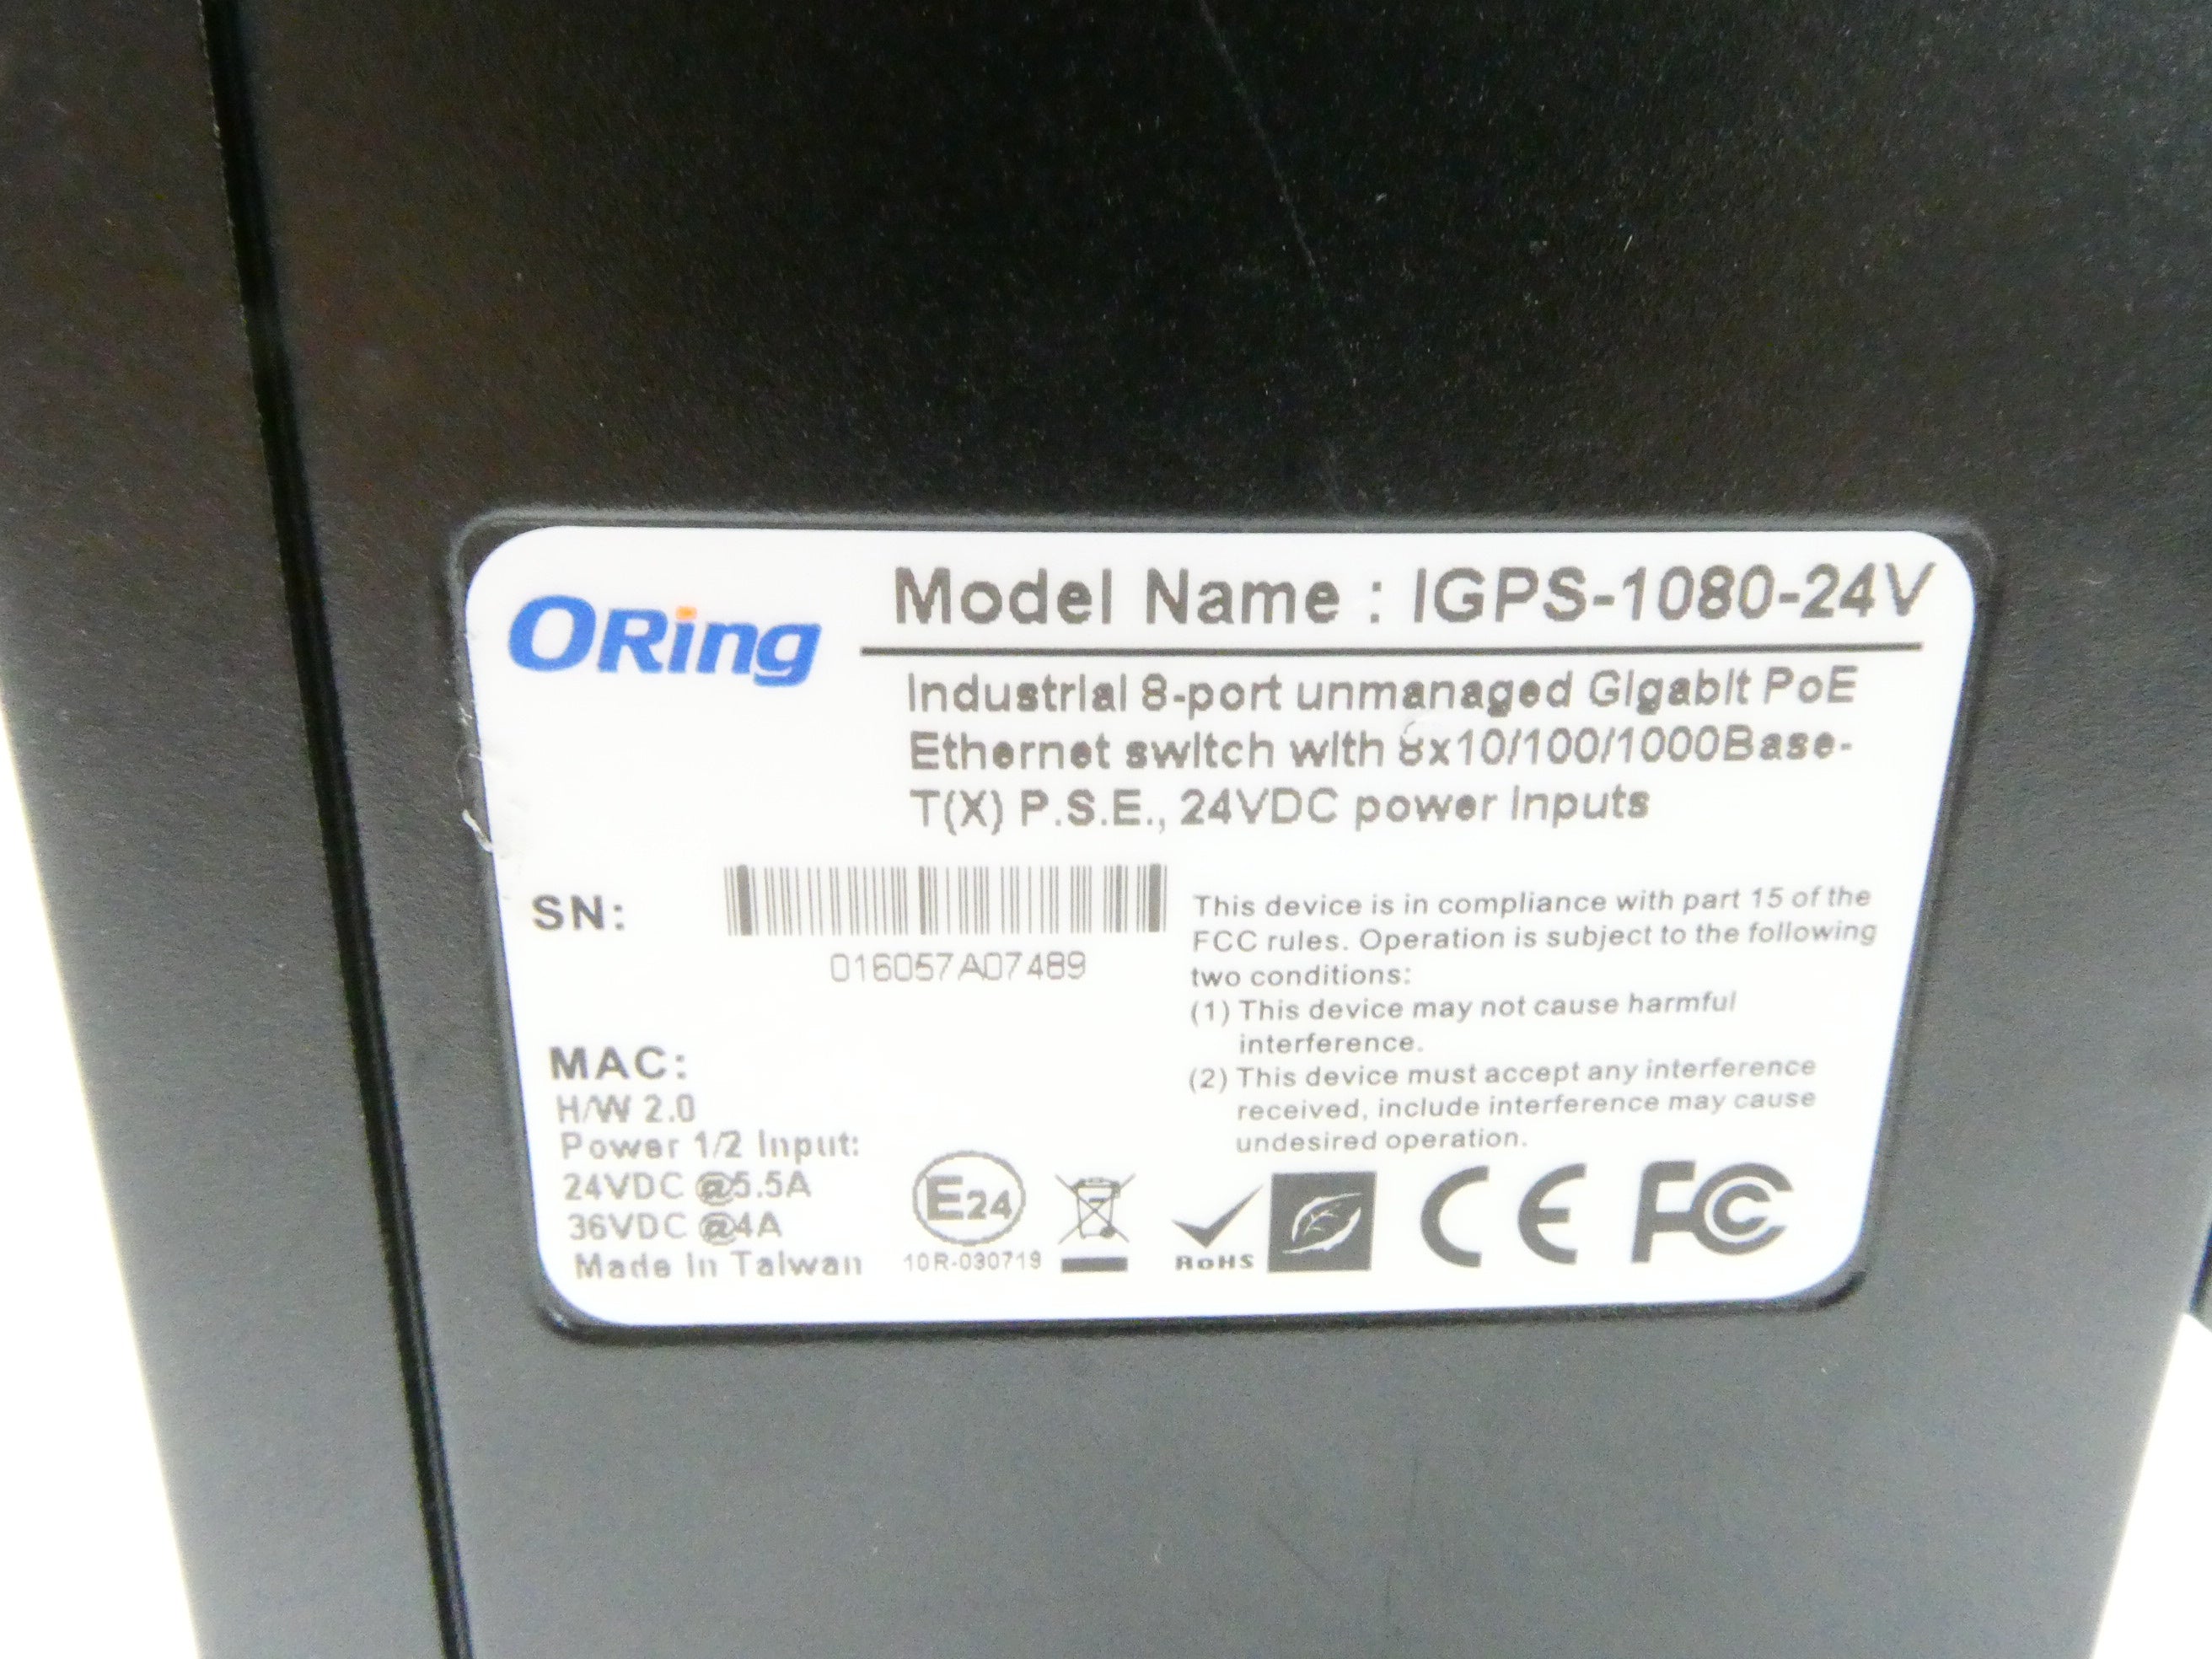 ORing
Model Name : IGPS-1080-24V
Industrial 8-port unmanaged Gigabit PoE
Ethernet switch with 8x10/100/1000Base-
T(X) P.S.E., 24VDC power Inputs
SN:
016057A07489
This device is in compliance with part 15 of the
FCC rules. Operation is subject to the following
two conditions:
(1) This device may not cause harmful
interference.
(2) This device must accept any interference
received, include interference may cause
undesired operation.
MAC:
H/W 2.0
Power 1/2 Input:
24VDC @5.5A
36VDC @4A
Made In Taiwan
E24
10R-030719
RoHS
CE
FC